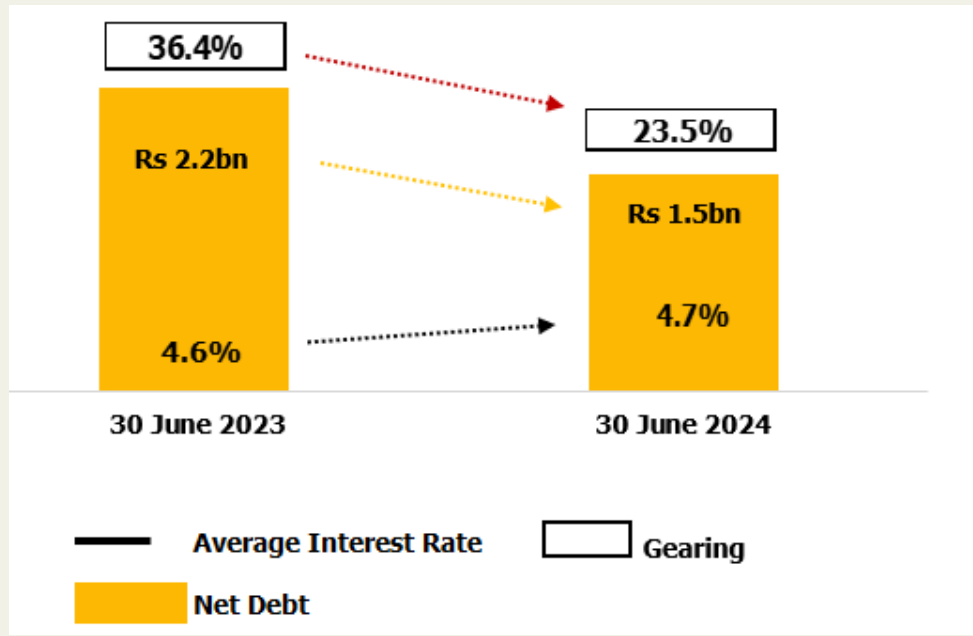 36.4%
23.5%
Rs 2.2bn
Rs 1.5bn
4.6%
4.7%
30 June 2023
30 June 2024
Average Interest Rate
Gearing
Net Debt